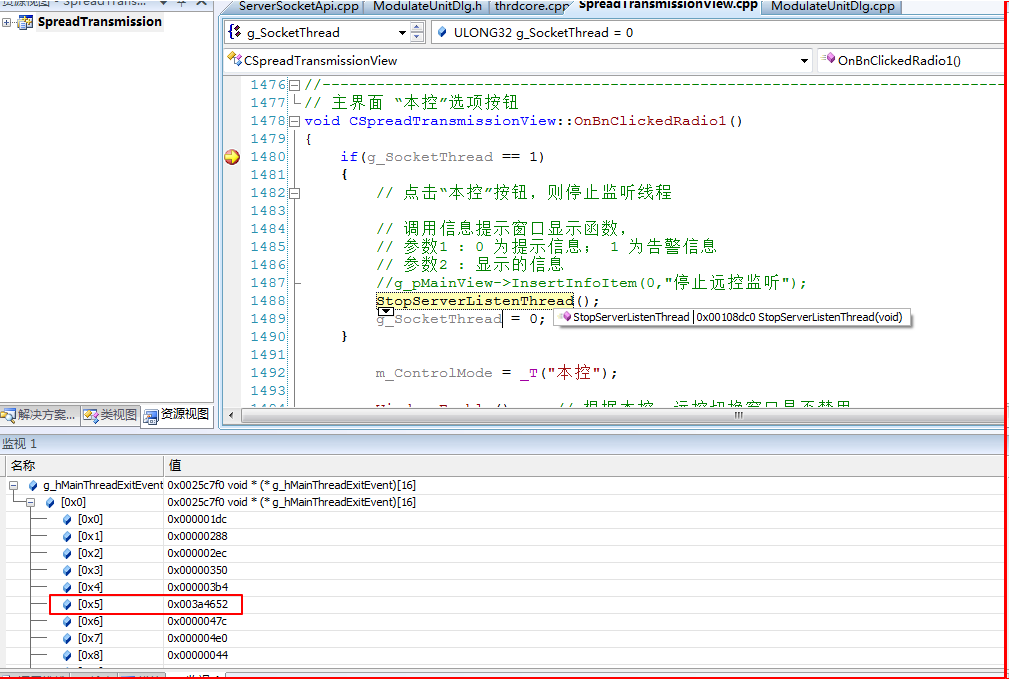 SpreadTransmission
ServerSocketApi.cpp ModulateUnitDlg.h thrdcore.cpp SpreadTransmissionView.cpp ModulateUnitDlg.cpp
g_SocketThread ULONG32 g_SocketThread = 0
CSpreadTransmissionView OnBnClickedRadio1()
1476 //--------------------------------------------------------------------------
1477 // 主界面 “本控”选项按钮
1478 void CSpreadTransmissionView::OnBnClickedRadio1()
1479 {
1480 if(g_SocketThread == 1)
1481 {
1482 // 点击“本控”按钮，则停止监听线程
1483
1484 // 调用信息提示窗口显示函数，
1485 // 参数1 : 0 为提示信息； 1 为告警信息
1486 // 参数2 : 显示的信息
1487 //g_pMainView->InsertInfoItem(0,"停止远控监听");
1488 StopServerListenThread();
1489 g_SocketThread = 0;
StopServerListenThread 0x00108dc0 StopServerListenThread(void)
1490 }
1491
1492 m_ControlMode = _T("本控");
1493
解决方案... 类视图 资源视图
监视 1
名称 值
g_hMainThreadExitEvent 0x0025c7f0 void * (* g_hMainThreadExitEvent)[16]
[0x0] 0x0025c7f0 void * (* g_hMainThreadExitEvent)[16]
[0x0] 0x000001dc
[0x1] 0x00000288
[0x2] 0x000002ec
[0x3] 0x00000350
[0x4] 0x000003b4
[0x5] 0x003a4652
[0x6] 0x0000047c
[0x7] 0x000004e0
[0x8] 0x00000044